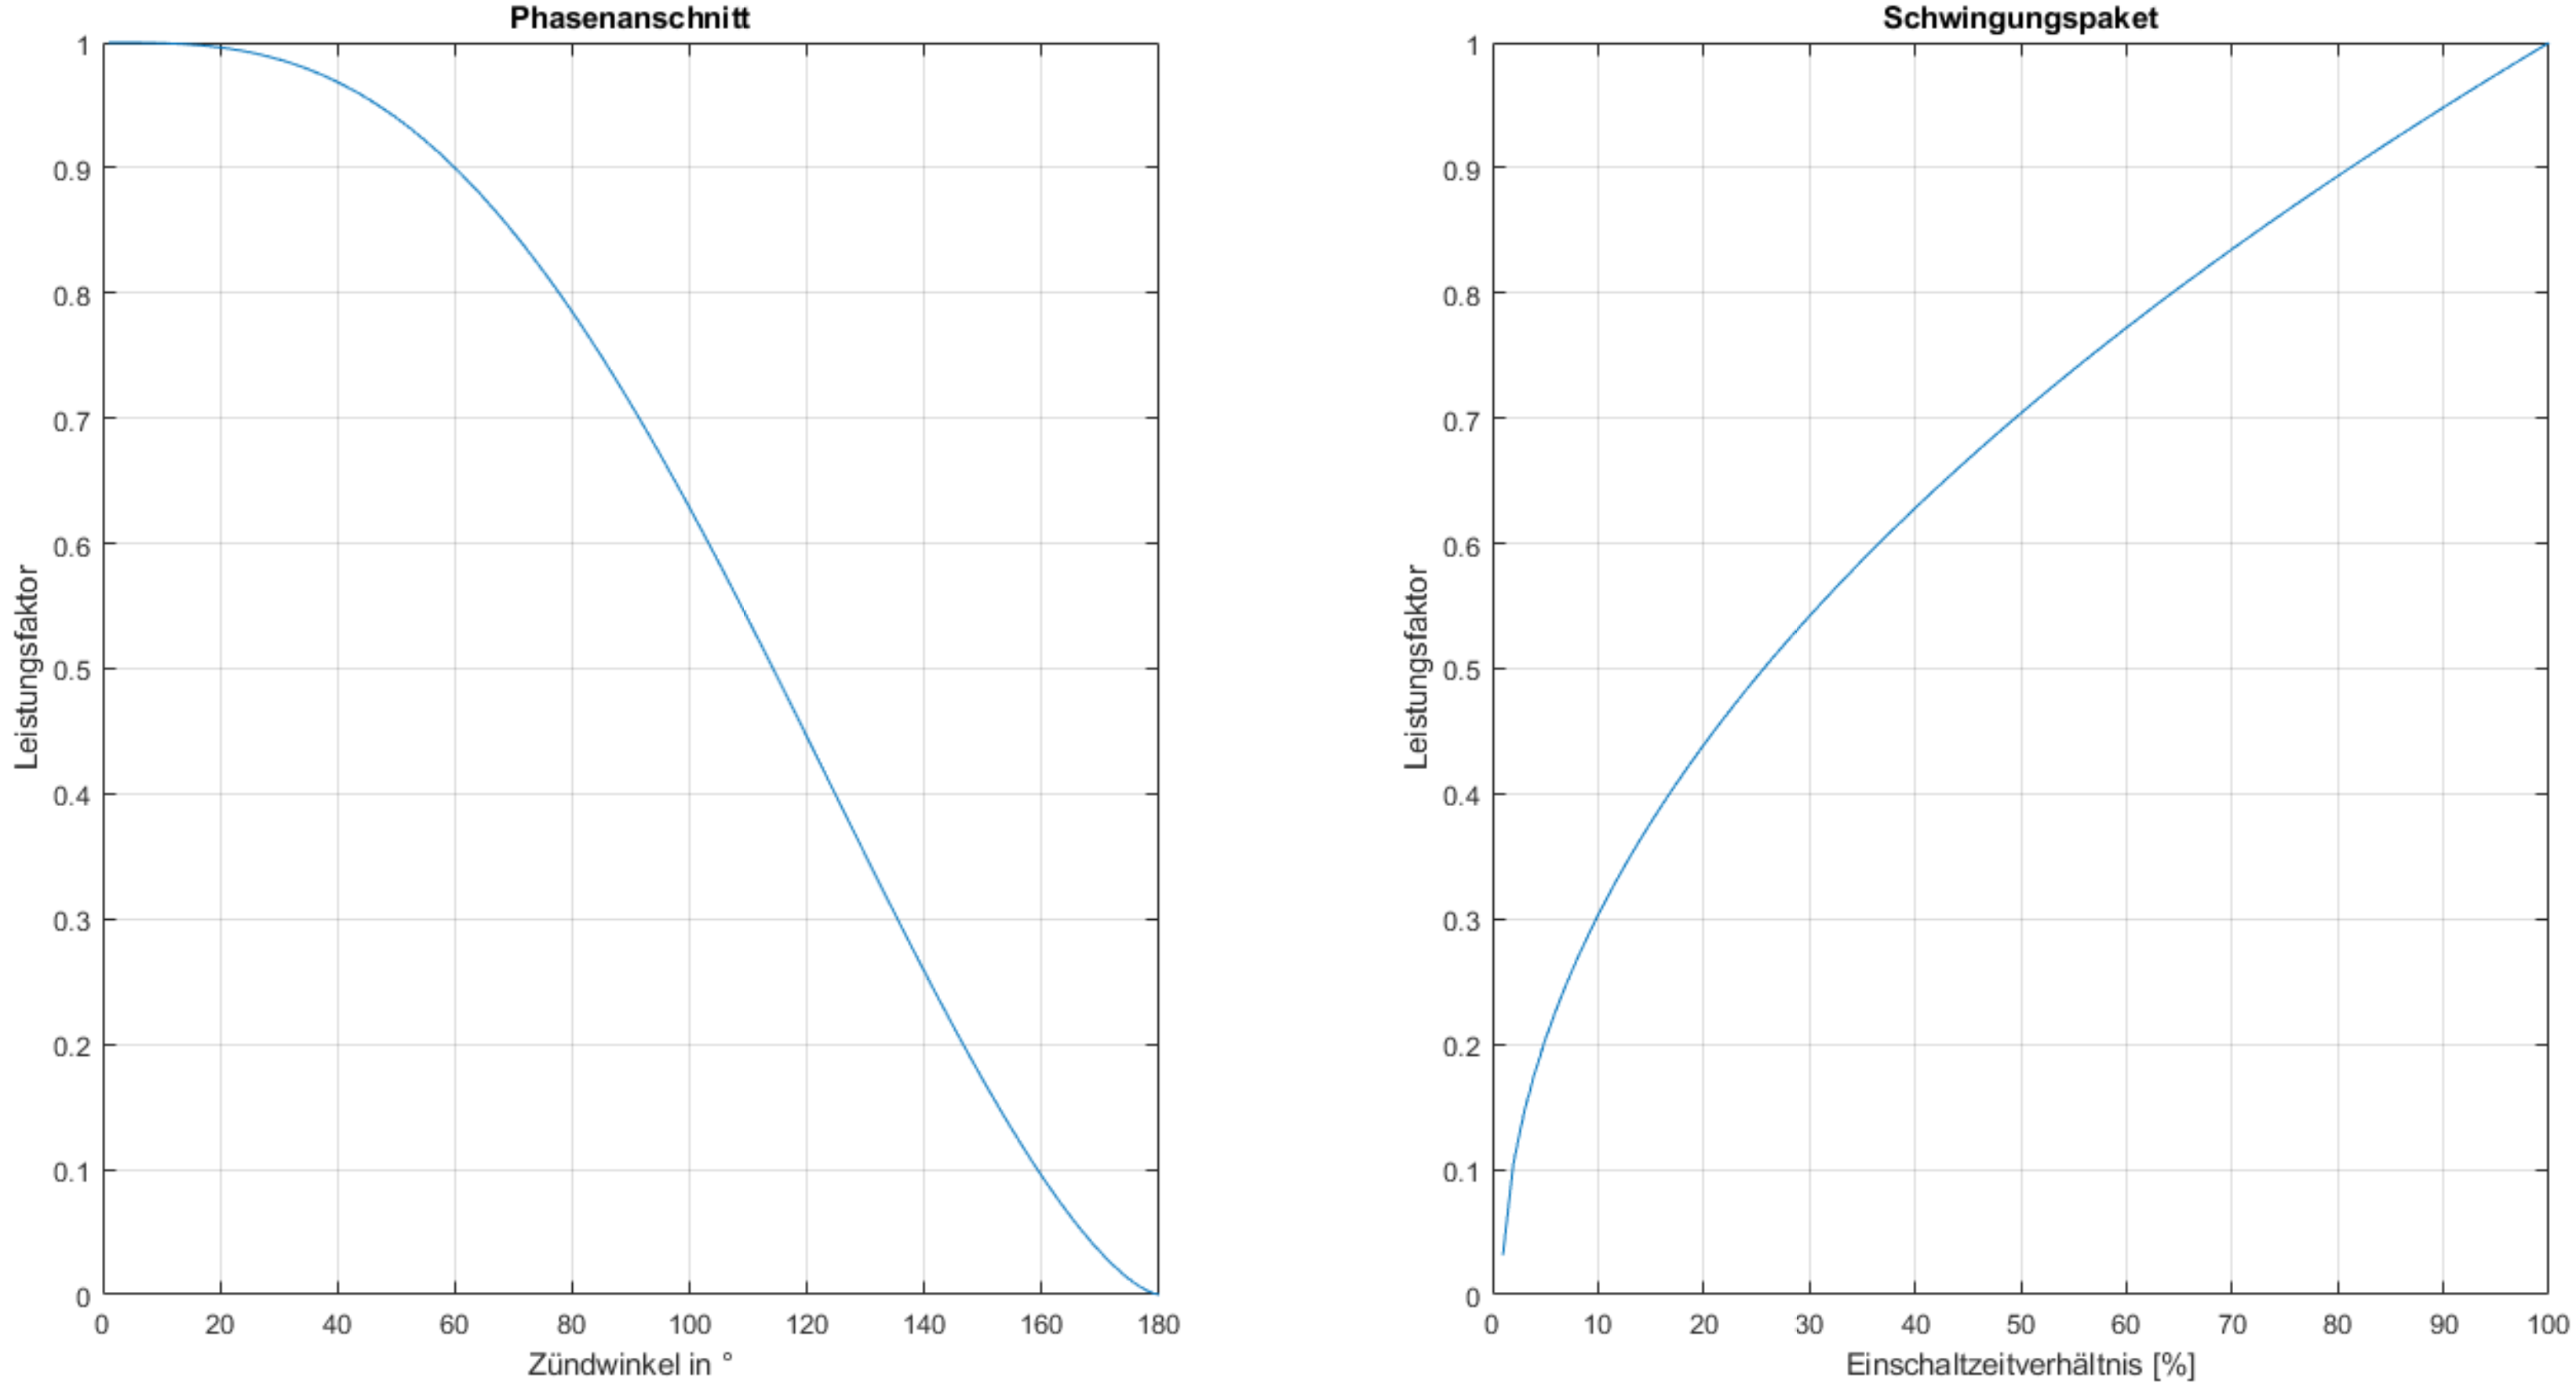 Phasenanschnitt
1
0.9
0.8
0.7
0.6
0.5
0.4
0.3
0.2
0.1
0
Leistungsfaktor
0 20 40 60 80 100 120 140 160 180
Zündwinkel in °
Schwingungspaket
1
0.9
0.8
0.7
0.6
0.5
0.4
0.3
0.2
0.1
0
Leistungsfaktor
0 10 20 30 40 50 60 70 80 90 100
Einschaltzeitverhältnis [%]